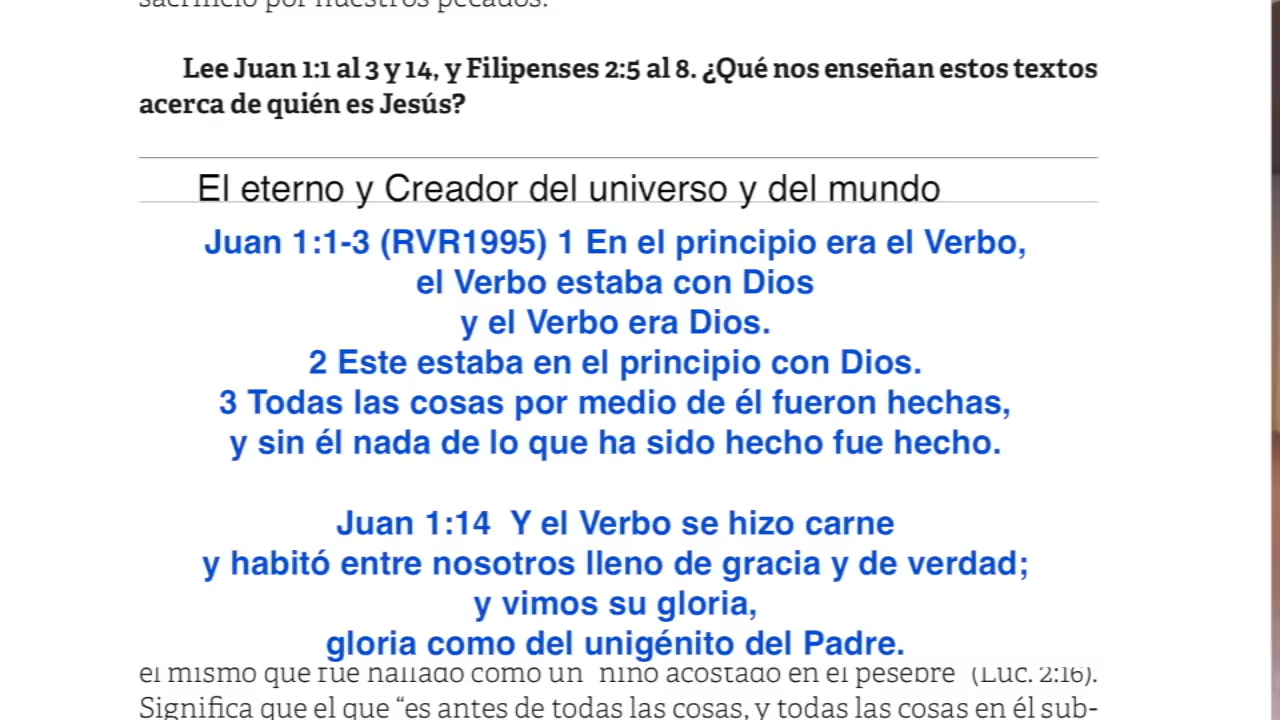 sacrificio por nuestros pecados.
Lee Juan 1:1 al 3 y 14, y Filipenses 2:5 al 8. ¿Qué nos enseñan estos textos
acerca de quién es Jesús?
El eterno y Creador del universo y del mundo
Juan 1:1-3 (RVR1995) 1 En el principio era el Verbo,
el Verbo estaba con Dios
y el Verbo era Dios.
2 Este estaba en el principio con Dios.
3 Todas las cosas por medio de él fueron hechas,
y sin él nada de lo que ha sido hecho fue hecho.
Juan 1:14 Y el Verbo se hizo carne
y habitó entre nosotros lleno de gracia y de verdad;
y vimos su gloria,
gloria como del unigénito del Padre.
el mismo que fue hallado como un niño acostado en el pesebre (Luc. 2:16).
Significa que el que “es antes de todas las cosas, y todas las cosas en él sub-